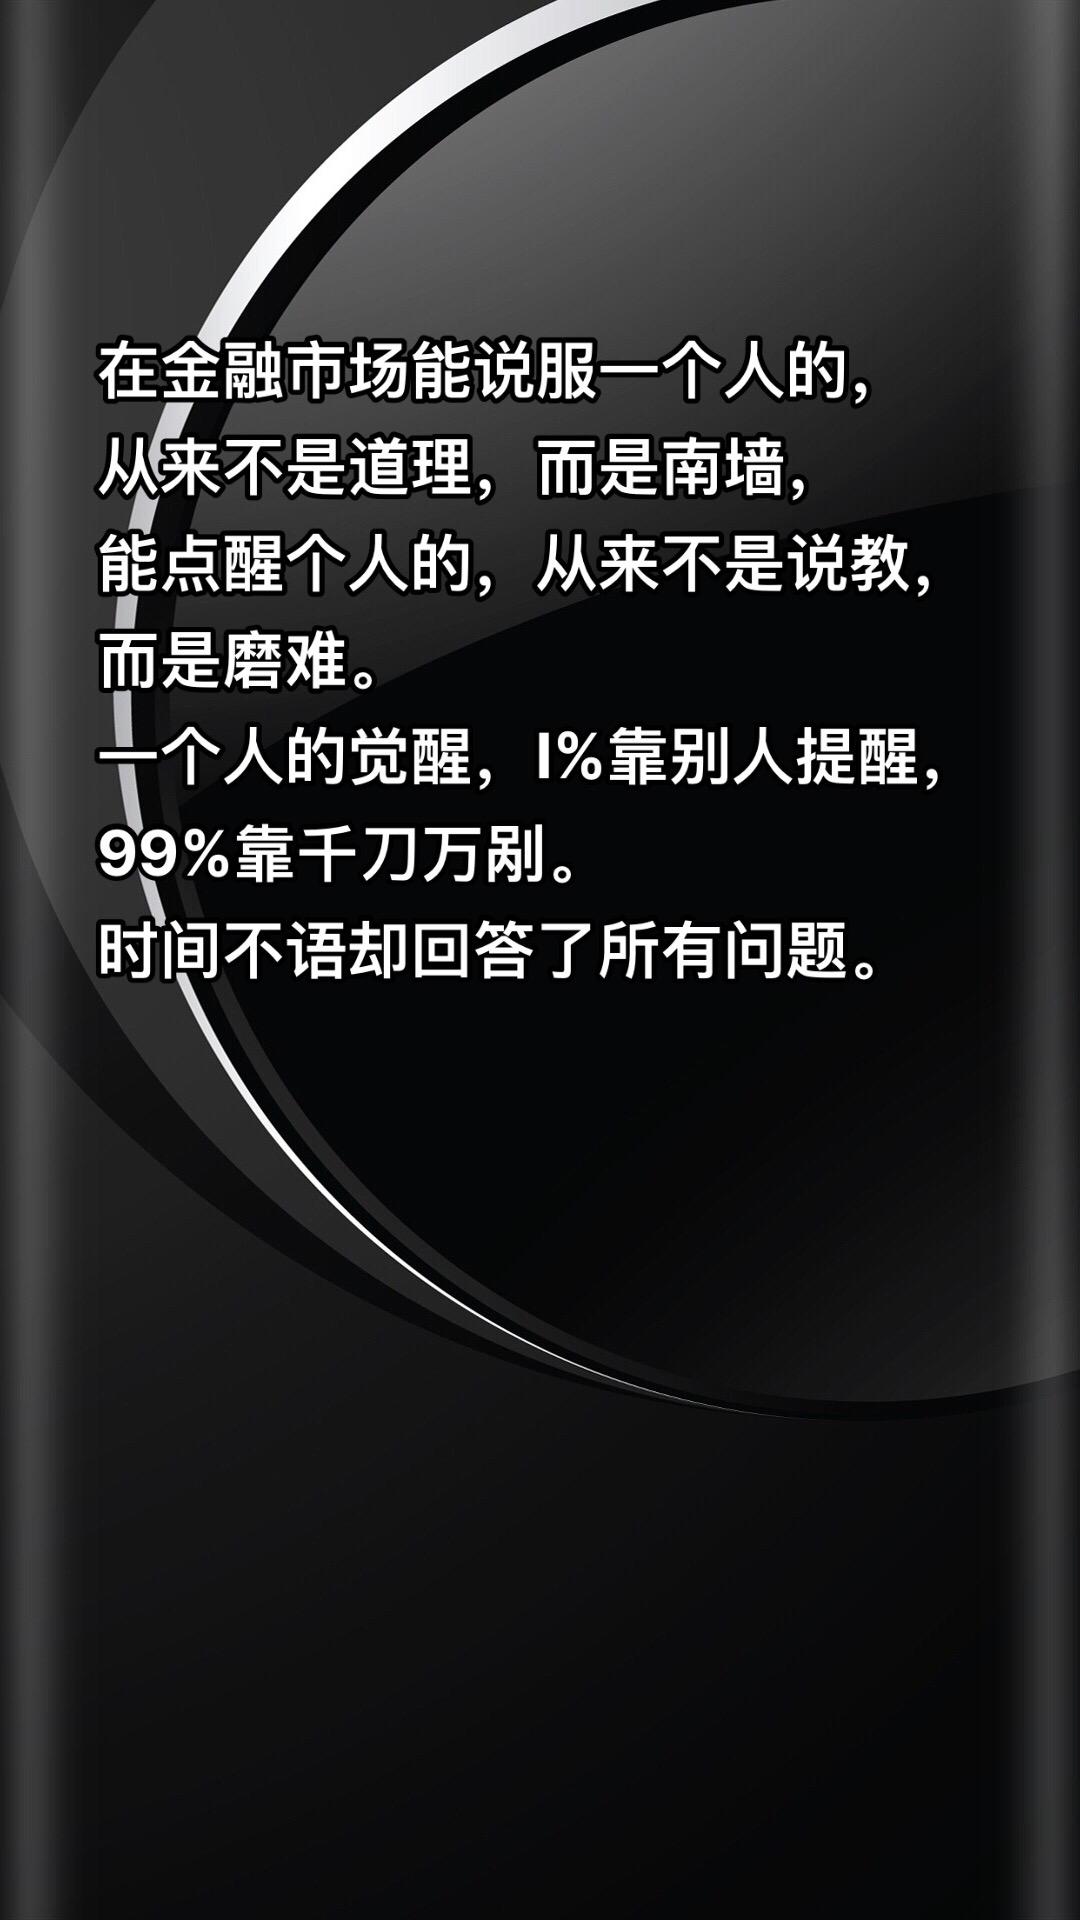 在金融市场能说服一个人的，
从来不是道理，而是南墙，
能点醒个人的，从来不是说教，
而是磨难。
一个人的觉醒，I%靠别人提醒，
99%靠千刀万剐。
时间不语却回答了所有问题。